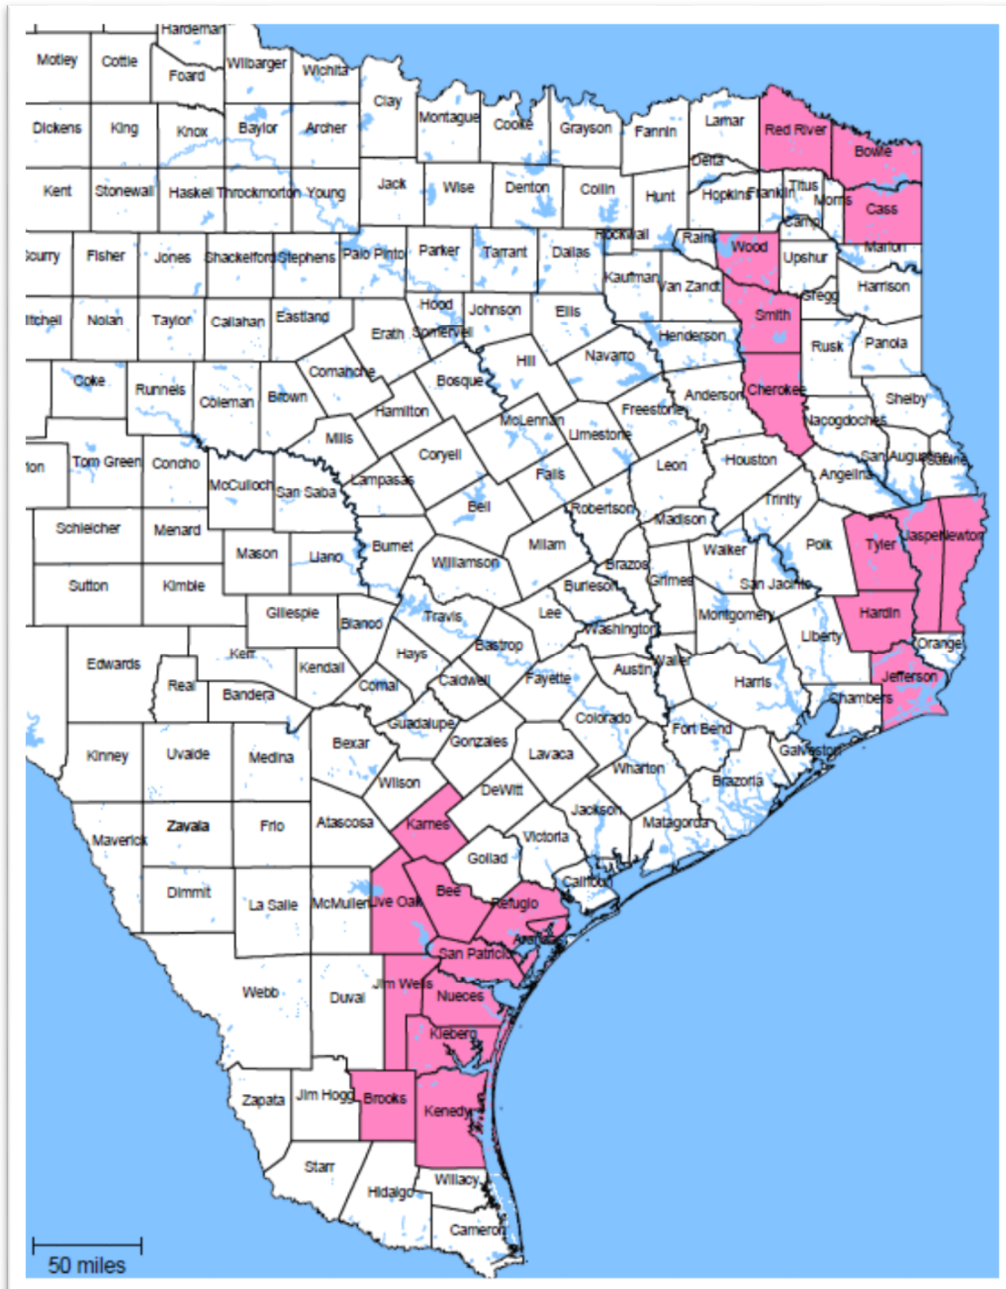 Hardeman
Motley Cottle Foard Wilbarger Wichita
Clay Montague Cooke Grayson Fannin Lamar Red River Bowie
Dickens King Knox Baylor Archer
Delta
Kent Stonewall Haskell Throckmorton Young Jack Wise Denton Collin Hunt Hopkins Franklin Titus Morris Cass
Camp
Rockwall Rains Wood Upshur Marion
Scurry Fisher Jones Shackelford Stephens Palo Pinto Parker Tarrant Dallas
Kaufman Van Zandt Gregg Harrison
Mitchell Nolan Taylor Callahan Eastland Erath Hood Somervell Johnson Ellis Henderson Smith Rusk Panola
Coke Runnels Coleman Brown Comanche Hamilton Bosque Hill Navarro Freestone Anderson Cherokee Shelby
Nacogdoches
Mills McLennan Limestone
Tom Green Concho McCulloch San Saba Lampasas Coryell Falls Leon Houston Angelina San Augustine Sabine
Bell Robertson Madison Trinity
Schleicher Menard Mason Llano Burnet Williamson Milam Brazos Walker Polk Tyler Jasper Newton
Sutton Kimble Burleson Grimes San Jacinto
Gillespie Blanco Travis Lee Washington Montgomery Liberty Hardin Orange
Edwards Kerr Kendall Hays Bastrop Austin Waller Harris Jefferson
Real Bandera Comal Caldwell Fayette Chambers
Guadalupe Colorado Fort Bend Galveston
Kinney Uvalde Medina Bexar Gonzales Lavaca Wharton Brazoria
Wilson DeWitt
Maverick Zavala Frio Atascosa Karnes Jackson Matagorda
Goliad Victoria
Dimmit La Salle McMullen Live Oak Bee Refugio Calhoun
Aransas
San Patricio
Webb Duval Jim Wells Nueces
Kleberg
Zapata Jim Hogg Brooks Kenedy
Starr Hidalgo Willacy
Cameron
50 miles